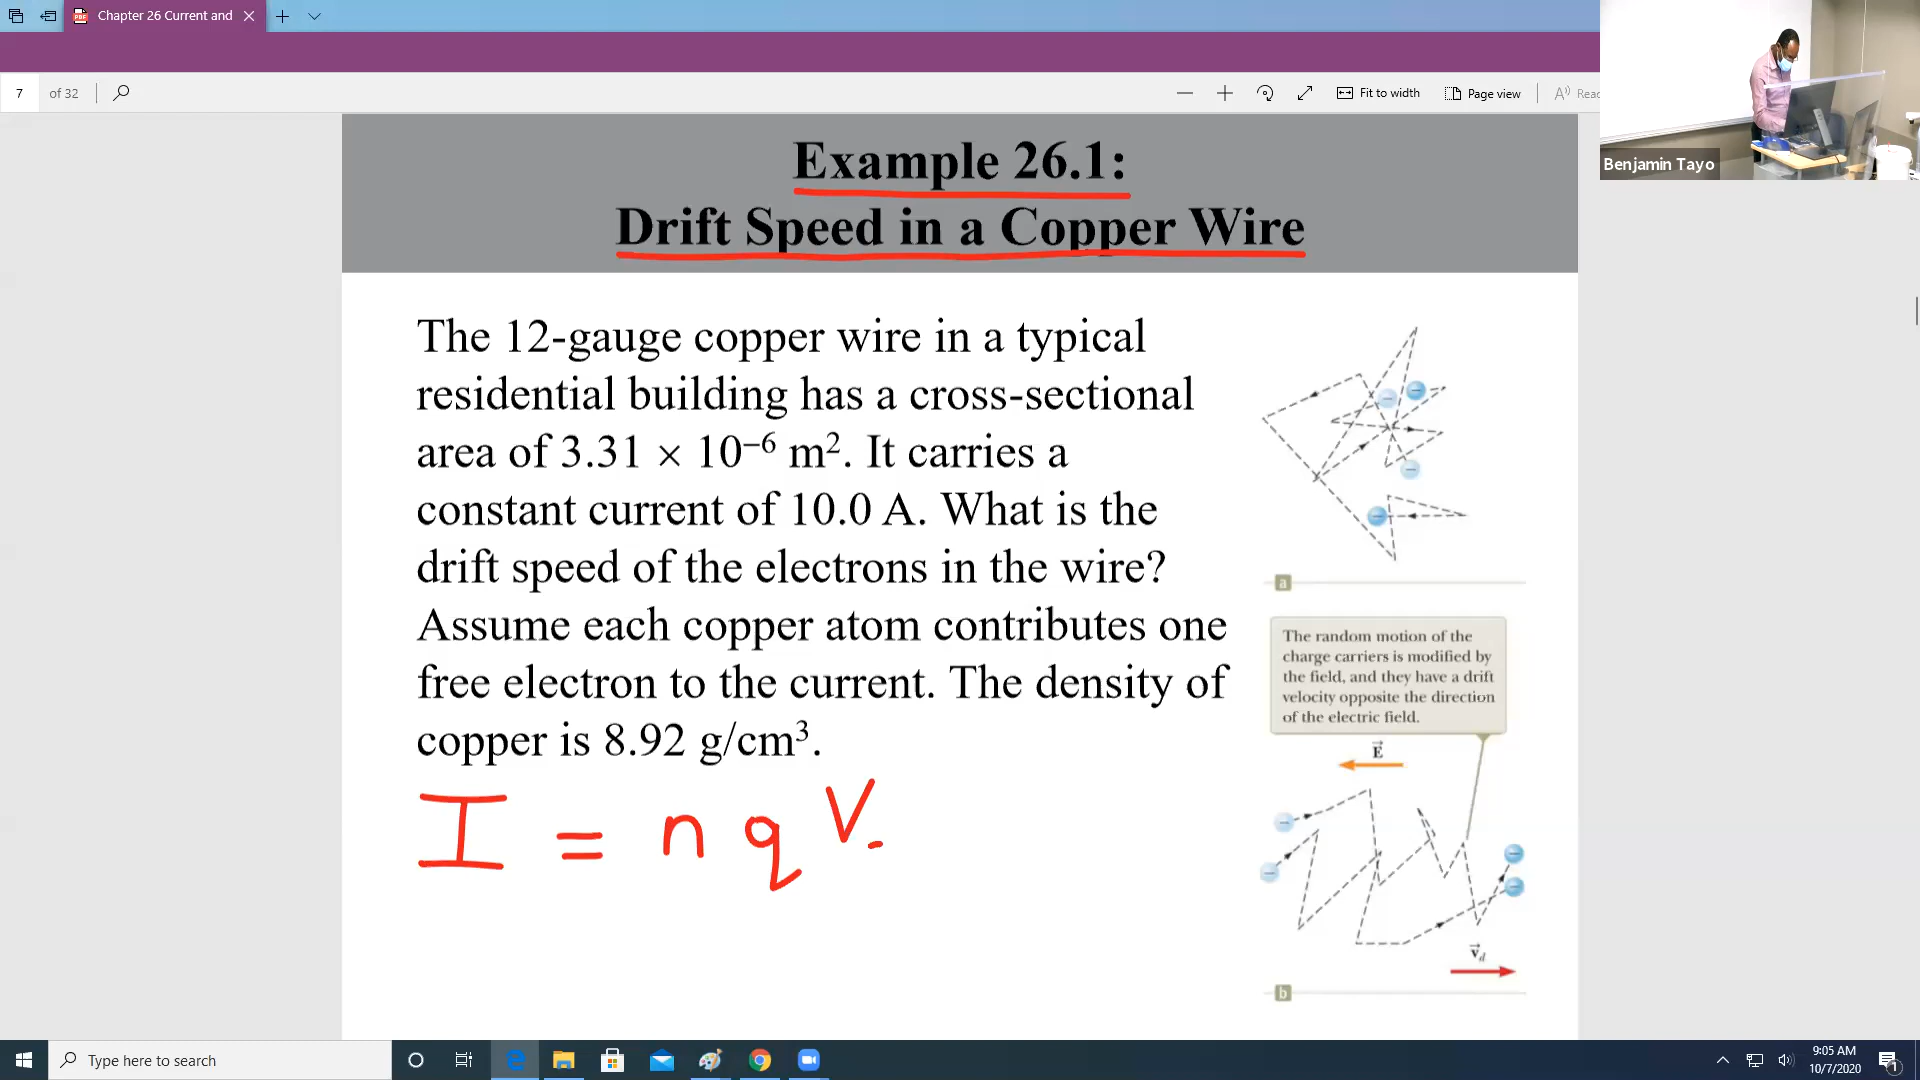 Chapter 26 Current and
7 of 32
Fit to width
Page view
Read
Benjamin Tayo
Example 26.1:
Drift Speed in a Copper Wire
The 12-gauge copper wire in a typical
residential building has a cross-sectional
area of 3.31 × 10⁻⁶ m². It carries a
constant current of 10.0 A. What is the
drift speed of the electrons in the wire?
Assume each copper atom contributes one
free electron to the current. The density of
copper is 8.92 g/cm³.
I = n q V.
a
The random motion of the
charge carriers is modified by
the field, and they have a drift
velocity opposite the direction
of the electric field.
E⃗
v⃗d
b
Type here to search
9:05 AM
10/7/2020
1